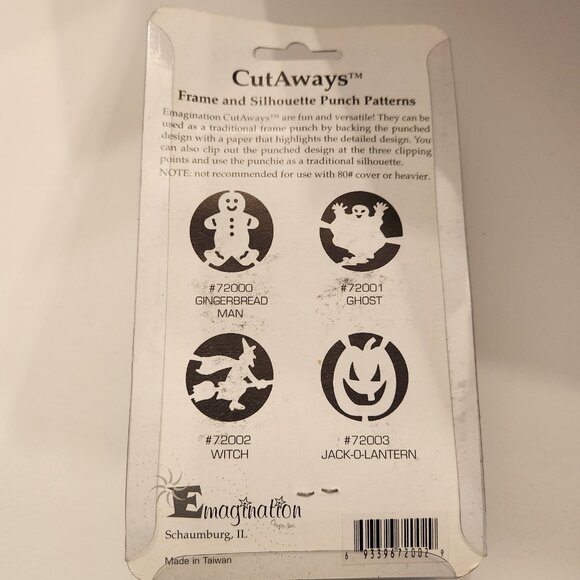 CutAways™
Frame and Silhouette Punch Patterns
Emagination CutAways™ are fun and versatile! They can be
used as a traditional frame punch by backing the punched
design with a paper that highlights the detailed design. You
can also clip out the punched design at the three clipping
points and use the punchie as a traditional silhouette.
NOTE: not recommended for use with 80# cover or heavier.
#72000
GINGERBREAD
MAN
#72001
GHOST
#72002
WITCH
#72003
JACK-O-LANTERN
Emagination
Schaumburg, IL
Made in Taiwan
6 93396 72002 9